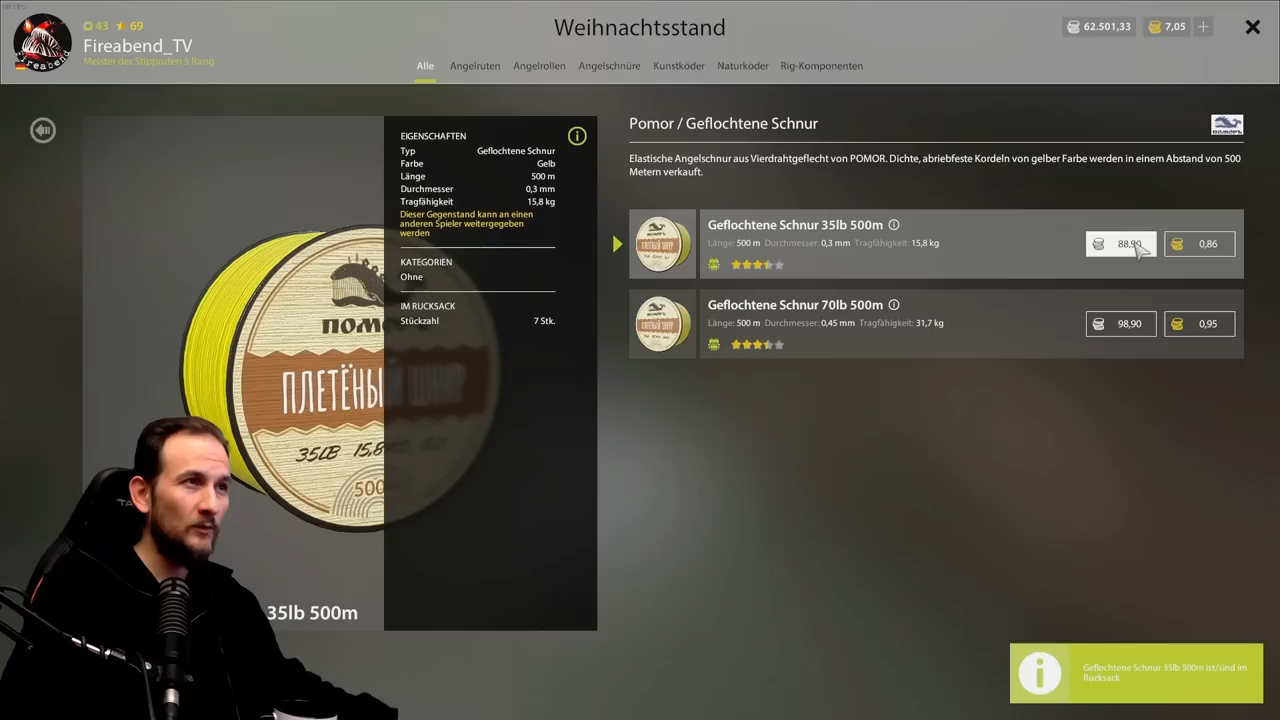 43 69
Fireabend_TV
Meister der Stippruten 5 Rang
Weihnachtsstand
62.501,33
7,05
Alle Angelruten Angelrollen Angelschnüre Kunstköder Naturköder Rig-Komponenten
EIGENSCHAFTEN
Typ Geflochtene Schnur
Farbe Gelb
Länge 500 m
Durchmesser 0,3 mm
Tragfähigkeit 15,8 kg
Dieser Gegenstand kann an einen
anderen Spieler weitergegeben
werden
KATEGORIEN
Ohne
IM RUCKSACK
Stückzahl 7 Stk.
ПЛЕТЁНЫЙ ШНУР
35LB 15,8
500
35lb 500m
Pomor / Geflochtene Schnur
ПОМОРЪ
Elastische Angelschnur aus Vierdrahtgeflecht von POMOR. Dichte, abriebfeste Kordeln von gelber Farbe werden in einem Abstand von 500
Metern verkauft.
Geflochtene Schnur 35lb 500m
Länge: 500 m Durchmesser: 0,3 mm Tragfähigkeit: 15,8 kg
88,90
0,86
Geflochtene Schnur 70lb 500m
Länge: 500 m Durchmesser: 0,45 mm Tragfähigkeit: 31,7 kg
98,90
0,95
Geflochtene Schnur 35lb 500m ist/sind im
Rucksack